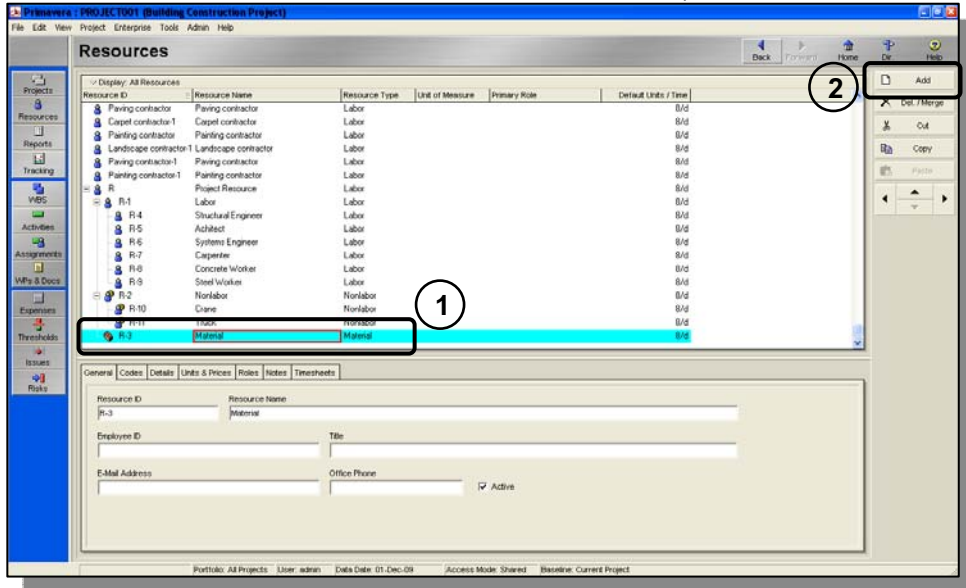 Primavera : PROJECT001 (Building Construction Project)
File Edit View Project Enterprise Tools Admin Help
Resources
Back Forward Home Dir. Help
Projects
Resources
Reports
Tracking
WBS
Activities
Assignments
WPs & Docs
Expenses
Thresholds
Issues
Risks
Display: All Resources
Resource ID Resource Name Resource Type Unit of Measure Primary Role Default Units / Time
Paving contractor Paving contractor Labor 8/d
Carpet contractor-1 Carpet contractor Labor 8/d
Painting contractor Painting contractor Labor 8/d
Landscape contractor-1 Landscape contractor Labor 8/d
Paving contractor-1 Paving contractor Labor 8/d
Painting contractor-1 Painting contractor Labor 8/d
R Project Resource Labor 8/d
R-1 Labor Labor 8/d
R-4 Structural Engineer Labor 8/d
R-5 Achitect Labor 8/d
R-6 Systems Engineer Labor 8/d
R-7 Carpenter Labor 8/d
R-8 Concrete Worker Labor 8/d
R-9 Steel Worker Labor 8/d
R-2 Nonlabor Nonlabor 8/d
R-10 Crane Nonlabor 8/d
R-11 Truck Nonlabor 8/d
R-3 Material Material 8/d
1
2
Add
Del. / Merge
Cut
Copy
Paste
General Codes Details Units & Prices Roles Notes Timesheets
Resource ID Resource Name
R-3 Material
Employee ID Title
E-Mail Address Office Phone
Active
Portfolio: All Projects User: admin Data Date: 01-Dec-09 Access Mode: Shared Baseline: Current Project